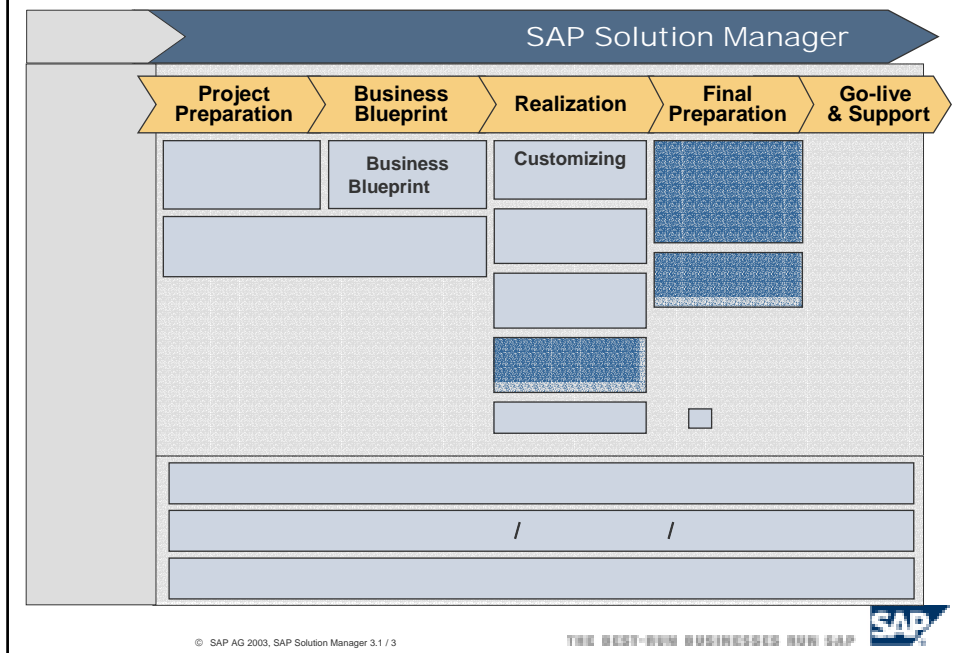 SAP Solution Manager
Project
Preparation
Business
Blueprint
Realization
Final
Preparation
Go-live
& Support
Business
Blueprint
Customizing
/ /
© SAP AG 2003, SAP Solution Manager 3.1 / 3
THE BEST-RUN BUSINESSES RUN SAP
SAP